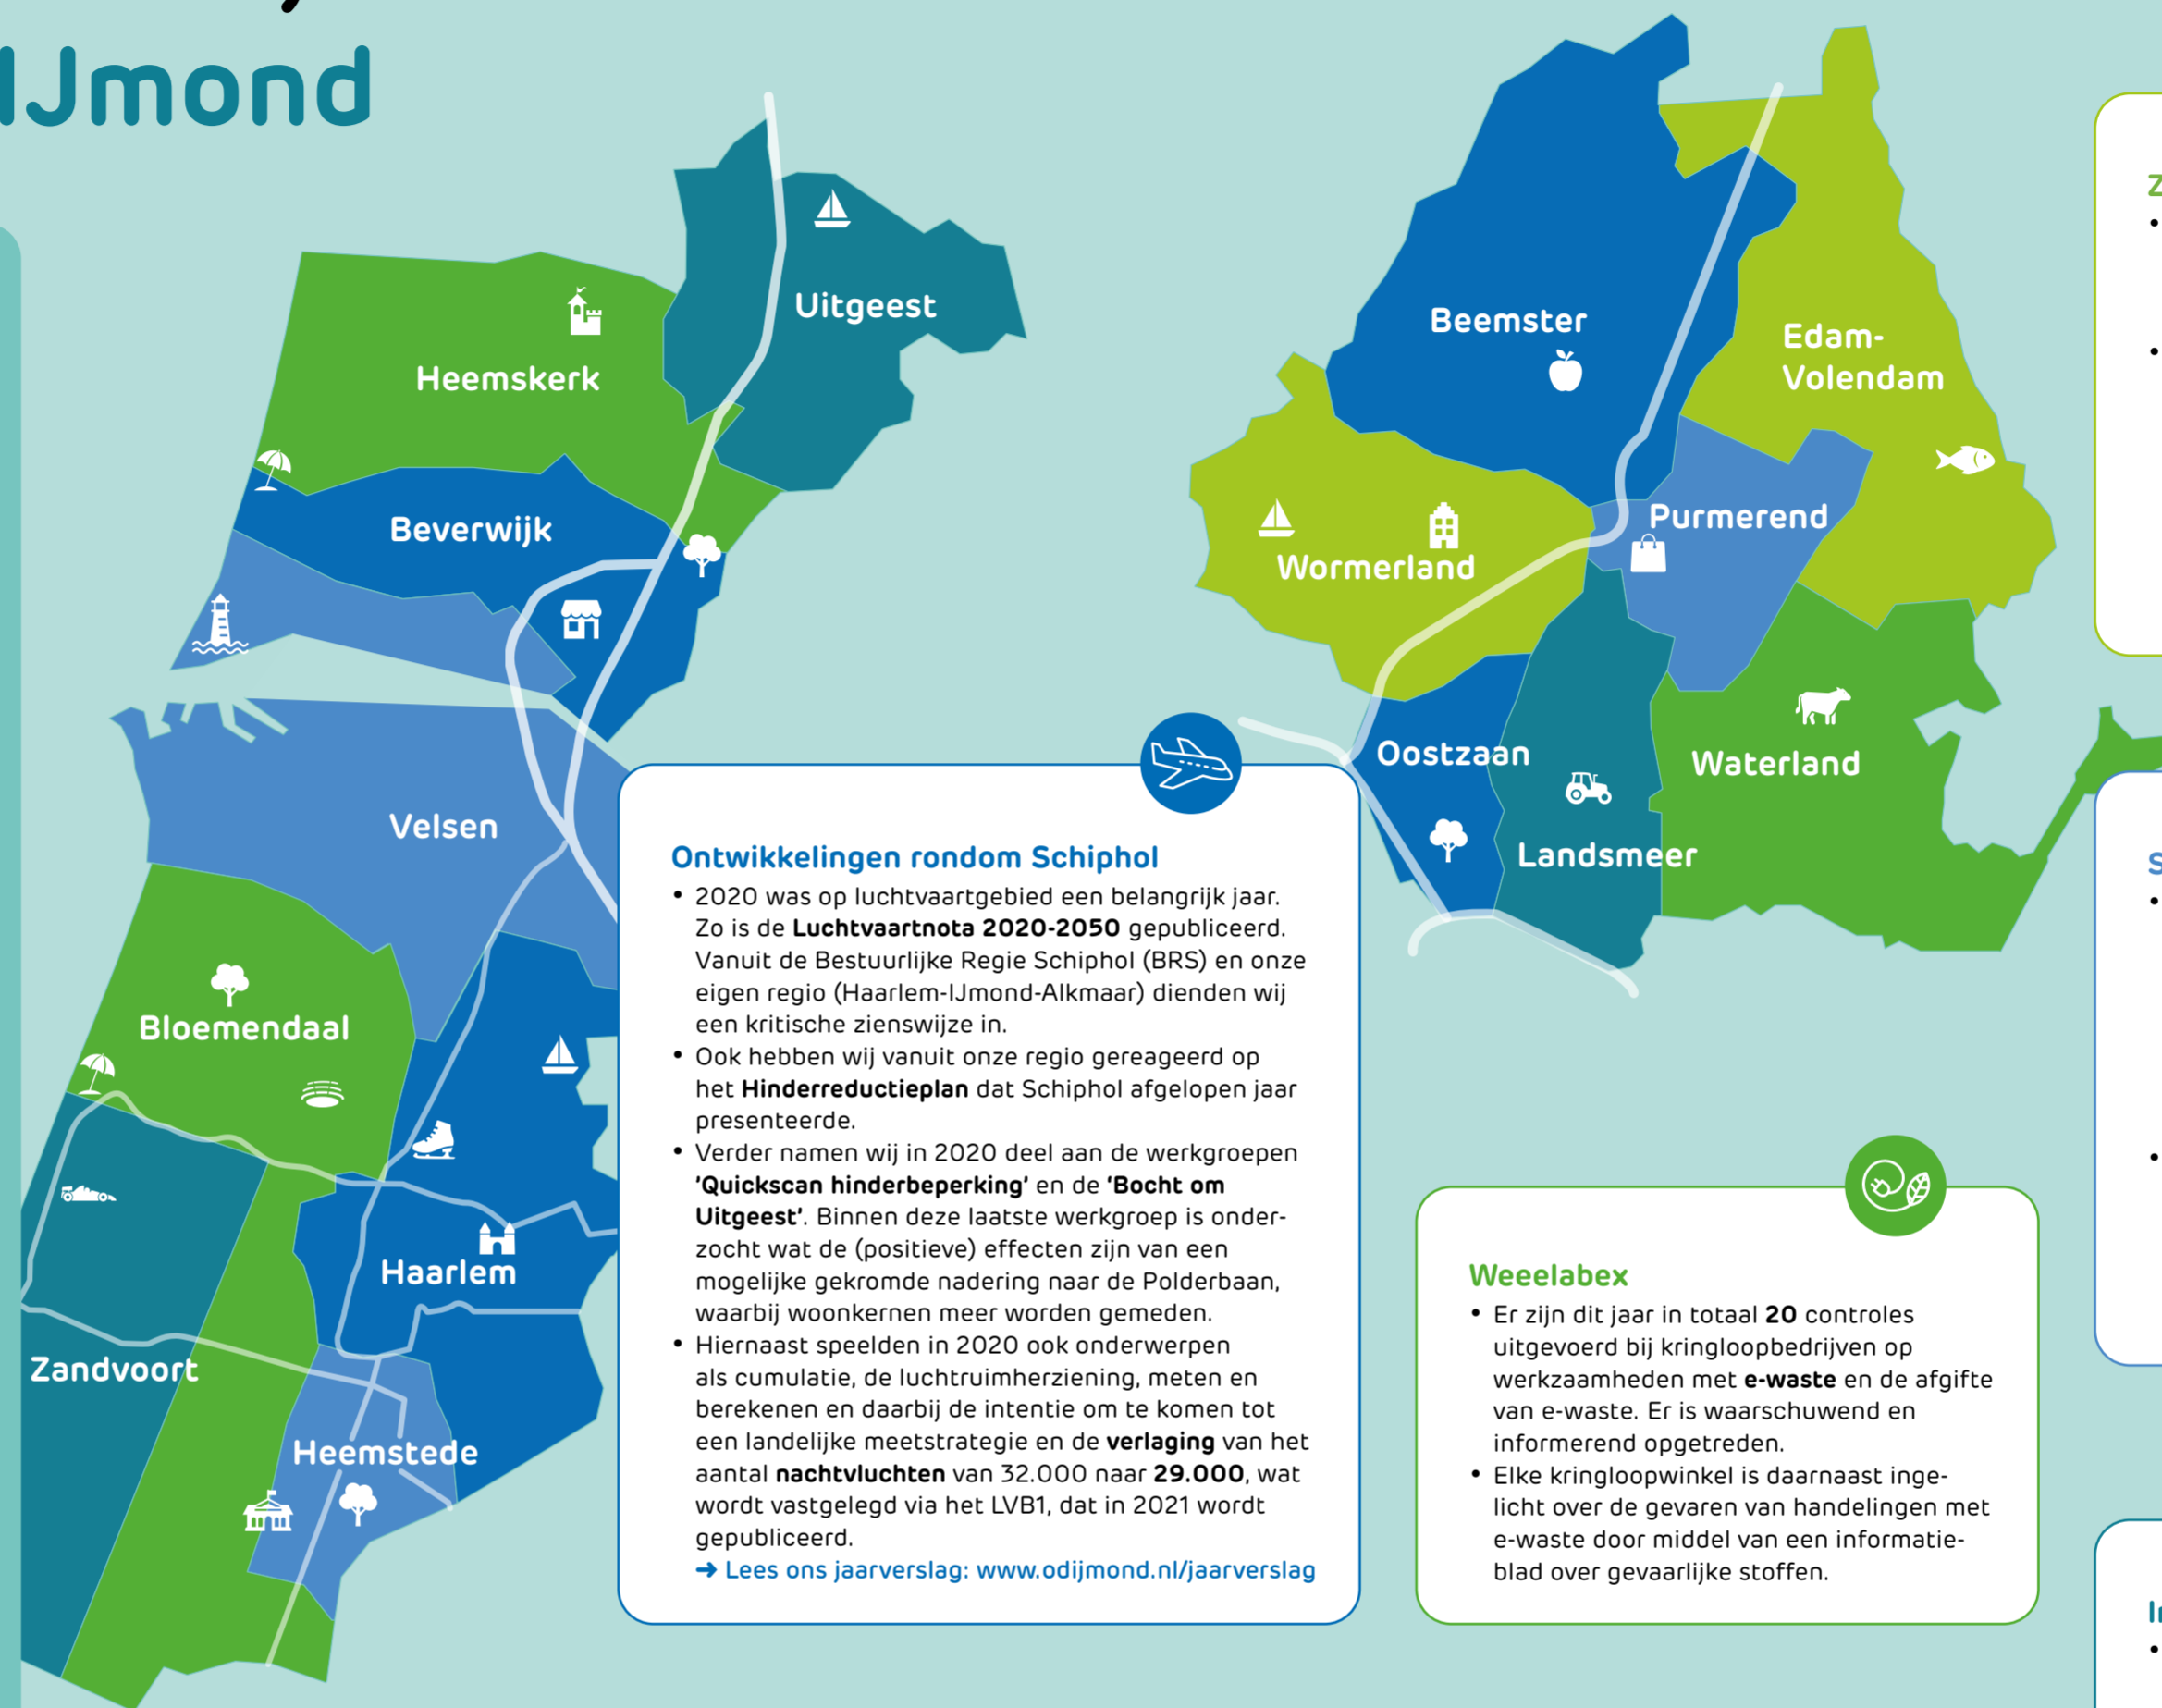 IJmond
Uitgeest
Heemskerk
Beverwijk
Velsen
Bloemendaal
Haarlem
Zandvoort
Heemstede
Beemster
Edam-
Volendam
Purmerend
Wormerland
Oostzaan
Waterland
Landsmeer
Ontwikkelingen rondom Schiphol
• 2020 was op luchtvaartgebied een belangrijk jaar.
Zo is de Luchtvaartnota 2020-2050 gepubliceerd.
Vanuit de Bestuurlijke Regie Schiphol (BRS) en onze
eigen regio (Haarlem-IJmond-Alkmaar) dienden wij
een kritische zienswijze in.
• Ook hebben wij vanuit onze regio gereageerd op
het Hinderreductieplan dat Schiphol afgelopen jaar
presenteerde.
• Verder namen wij in 2020 deel aan de werkgroepen
'Quickscan hinderbeperking' en de 'Bocht om
Uitgeest'. Binnen deze laatste werkgroep is onder-
zocht wat de (positieve) effecten zijn van een
mogelijke gekromde nadering naar de Polderbaan,
waarbij woonkernen meer worden gemeden.
• Hiernaast speelden in 2020 ook onderwerpen
als cumulatie, de luchtruimherziening, meten en
berekenen en daarbij de intentie om te komen tot
een landelijke meetstrategie en de verlaging van het
aantal nachtvluchten van 32.000 naar 29.000, wat
wordt vastgelegd via het LVB1, dat in 2021 wordt
gepubliceerd.
➔ Lees ons jaarverslag: www.odijmond.nl/jaarverslag
Weeelabex
• Er zijn dit jaar in totaal 20 controles
uitgevoerd bij kringloopbedrijven op
werkzaamheden met e-waste en de afgifte
van e-waste. Er is waarschuwend en
informerend opgetreden.
• Elke kringloopwinkel is daarnaast inge-
licht over de gevaren van handelingen met
e-waste door middel van een informatie-
blad over gevaarlijke stoffen.